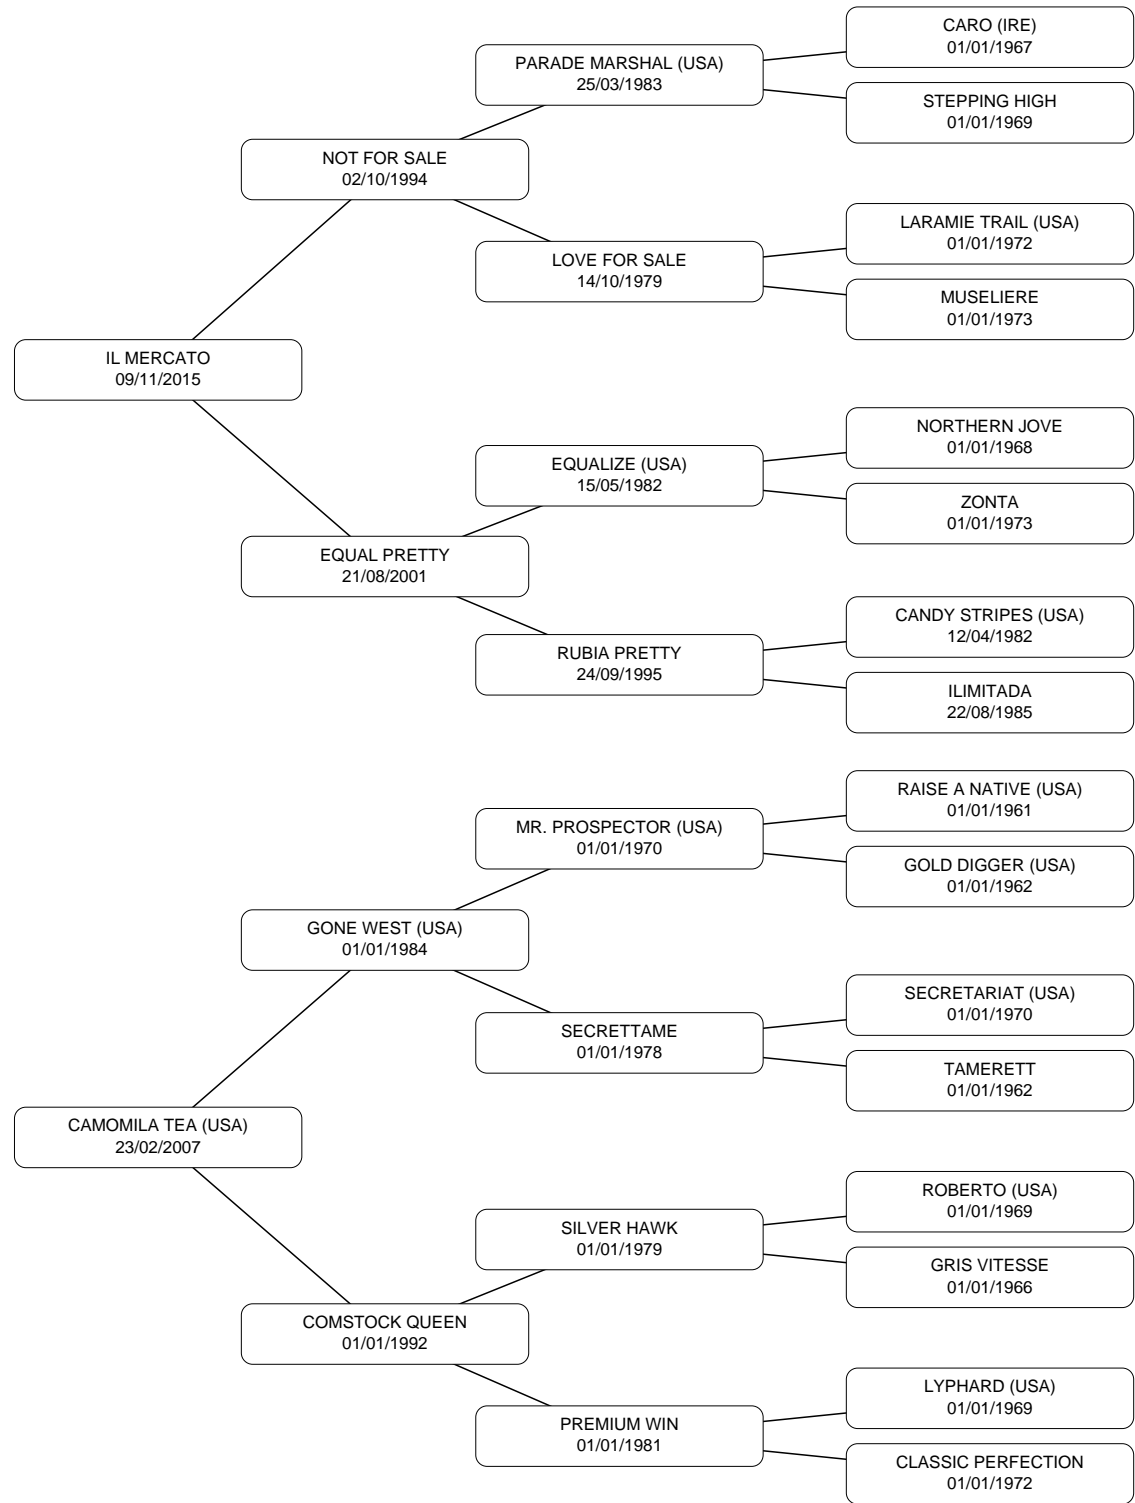 CARO (IRE)
01/01/1967
PARADE MARSHAL (USA)
25/03/1983
STEPPING HIGH
01/01/1969
NOT FOR SALE
02/10/1994
LARAMIE TRAIL (USA)
01/01/1972
LOVE FOR SALE
14/10/1979
MUSELIERE
01/01/1973
IL MERCATO
09/11/2015
NORTHERN JOVE
01/01/1968
EQUALIZE (USA)
15/05/1982
ZONTA
01/01/1973
EQUAL PRETTY
21/08/2001
CANDY STRIPES (USA)
12/04/1982
RUBIA PRETTY
24/09/1995
ILIMITADA
22/08/1985
RAISE A NATIVE (USA)
01/01/1961
MR. PROSPECTOR (USA)
01/01/1970
GOLD DIGGER (USA)
01/01/1962
GONE WEST (USA)
01/01/1984
SECRETARIAT (USA)
01/01/1970
SECRETTAME
01/01/1978
TAMERETT
01/01/1962
CAMOMILA TEA (USA)
23/02/2007
ROBERTO (USA)
01/01/1969
SILVER HAWK
01/01/1979
GRIS VITESSE
01/01/1966
COMSTOCK QUEEN
01/01/1992
LYPHARD (USA)
01/01/1969
PREMIUM WIN
01/01/1981
CLASSIC PERFECTION
01/01/1972